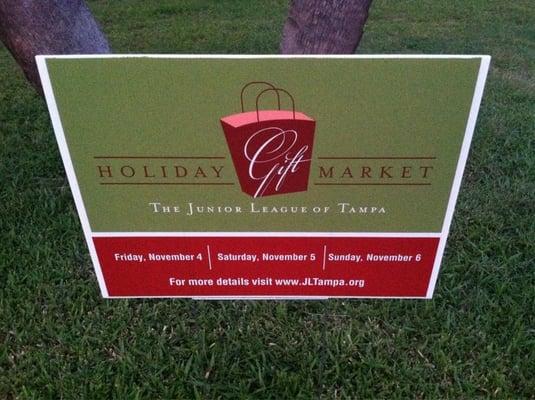 HOLIDAY Gift MARKET
THE JUNIOR LEAGUE OF TAMPA
Friday, November 4 Saturday, November 5 Sunday, November 6
For more details visit www.JLTampa.org